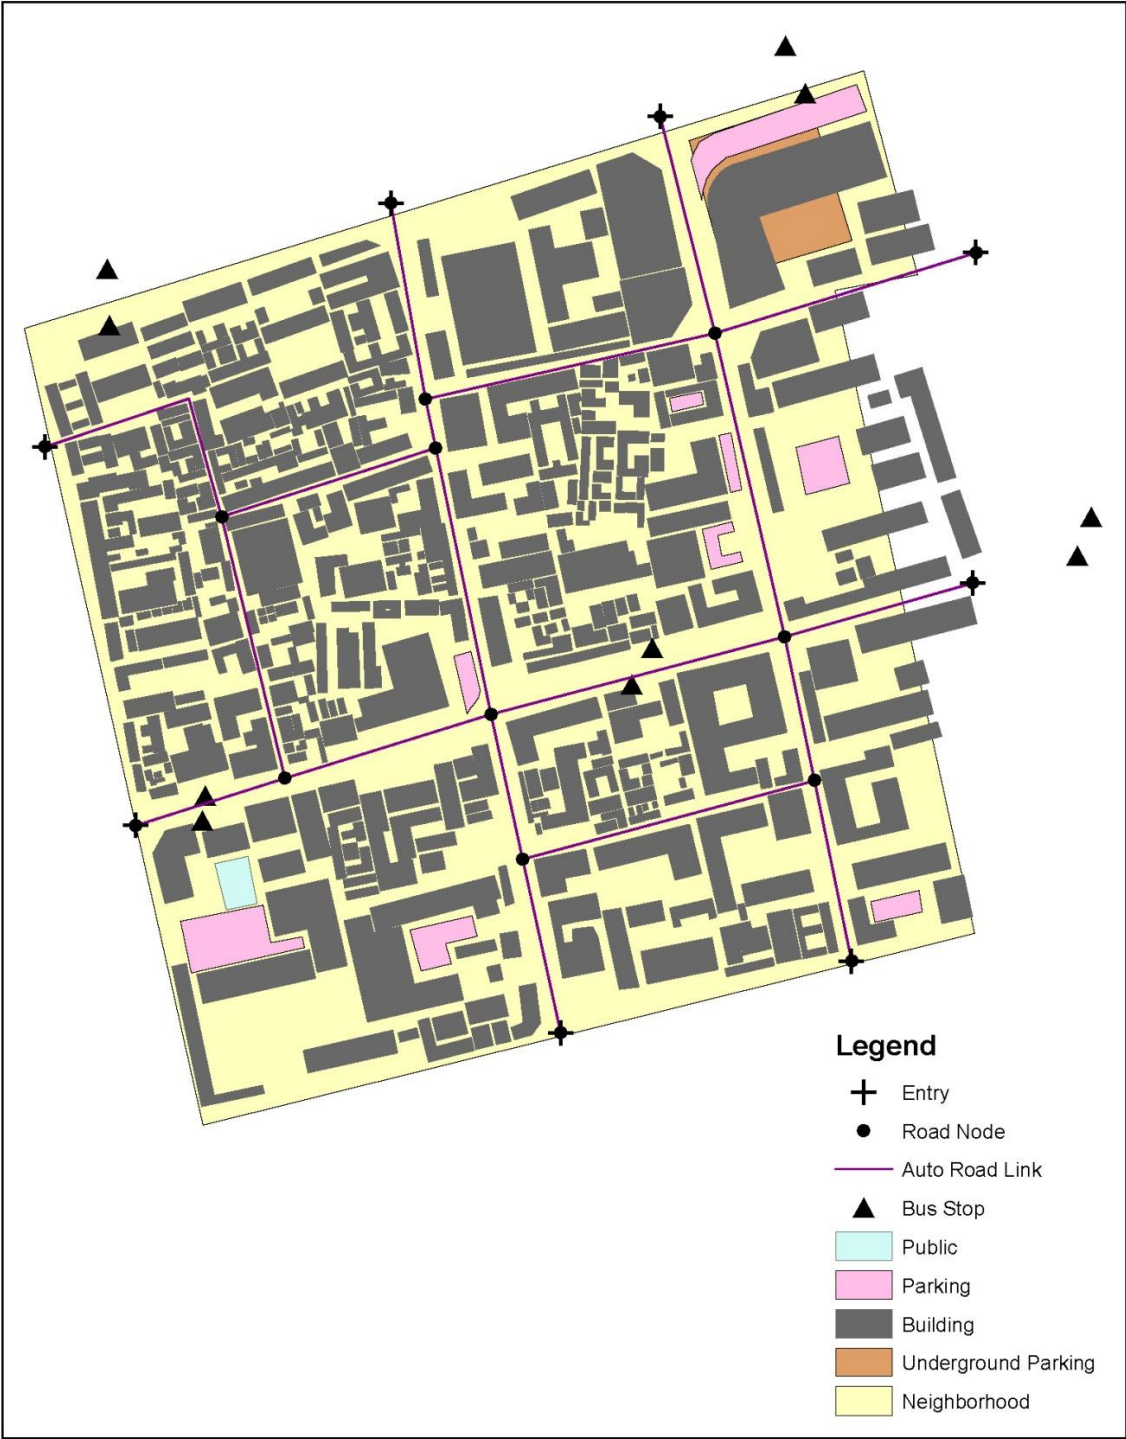 Legend
Entry
Road Node
Auto Road Link
Bus Stop
Public
Parking
Building
Underground Parking
Neighborhood